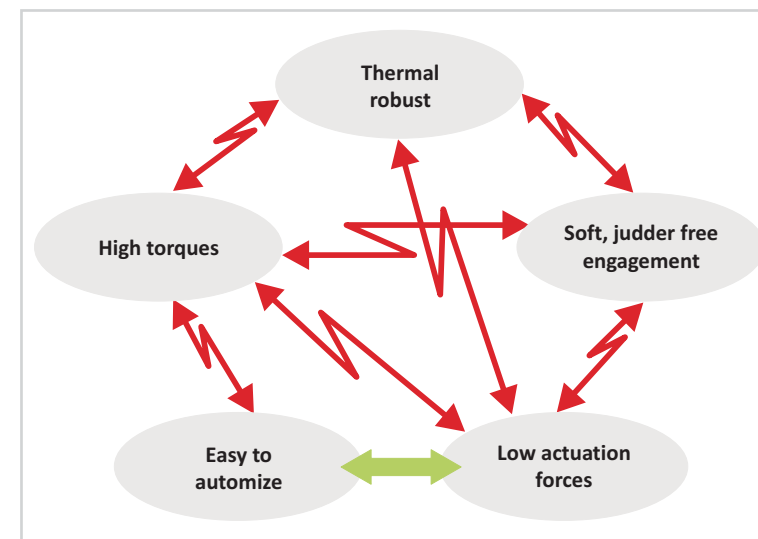 Thermal
robust
High torques
Soft, judder free
engagement
Easy to
automize
Low actuation
forces